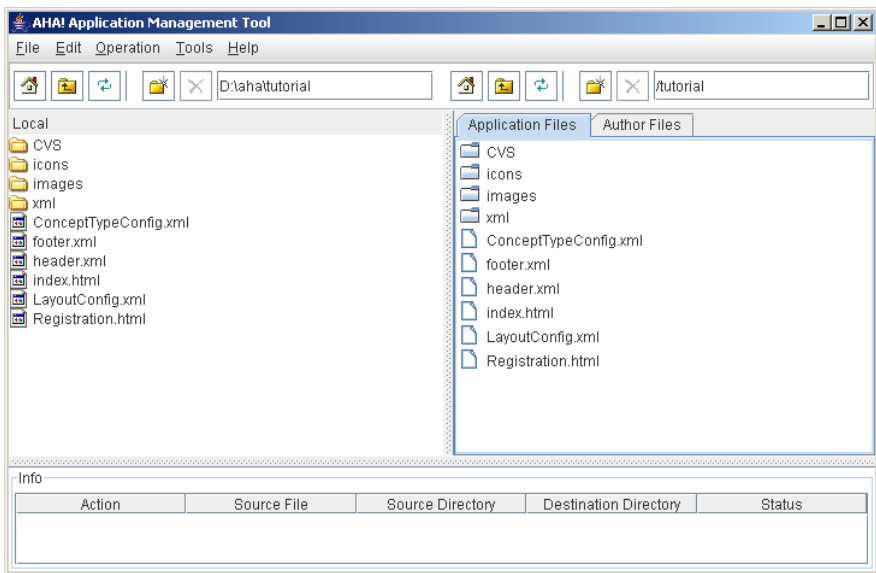 AHA! Application Management Tool
File Edit Operation Tools Help
D:\aha\tutorial
/tutorial
Local
CVS
icons
images
xml
ConceptTypeConfig.xml
footer.xml
header.xml
index.html
LayoutConfig.xml
Registration.html
Application Files Author Files
CVS
icons
images
xml
ConceptTypeConfig.xml
footer.xml
header.xml
index.html
LayoutConfig.xml
Registration.html
Info
Action Source File Source Directory Destination Directory Status